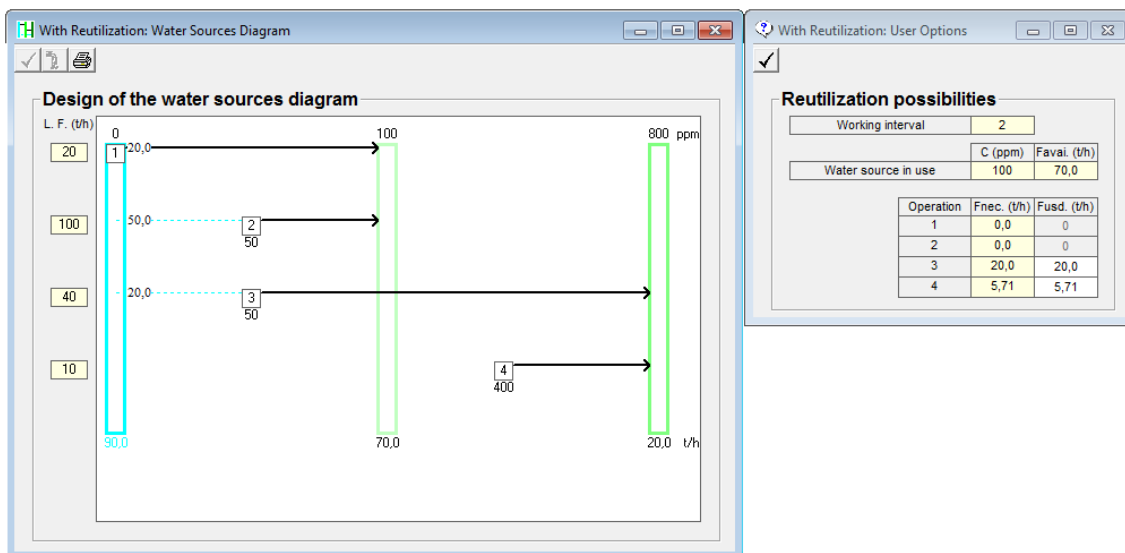 With Reutilization: Water Sources Diagram
Design of the water sources diagram
L. F. (t/h)
0 100 800 ppm
20 1 20,0
100 50,0 2
50
40 20,0 3
50
10 4
400
90,0 70,0 20,0 t/h
With Reutilization: User Options
Reutilization possibilities
Working interval 2
C (ppm) Favai. (t/h)
Water source in use 100 70,0
Operation Fnec. (t/h) Fusd. (t/h)
1 0,0 0
2 0,0 0
3 20,0 20,0
4 5,71 5,71